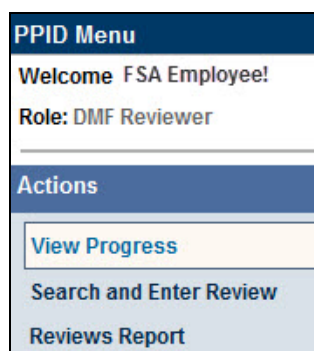 PPID Menu
Welcome FSA Employee!
Role: DMF Reviewer
Actions
View Progress
Search and Enter Review
Reviews Report